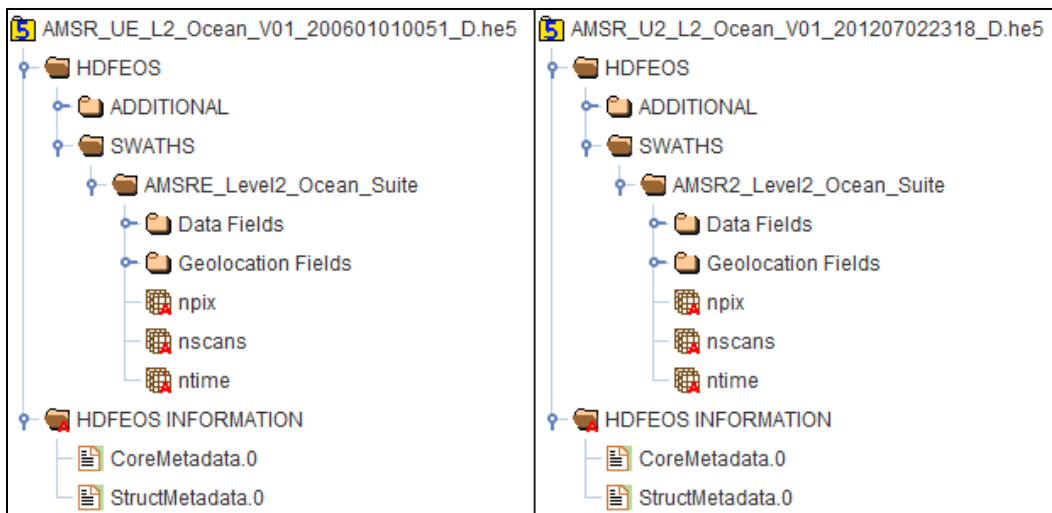 AMSR_UE_L2_Ocean_V01_200601010051_D.he5
HDFEOS
ADDITIONAL
SWATHS
AMSRE_Level2_Ocean_Suite
Data Fields
Geolocation Fields
npix
nscans
ntime
HDFEOS INFORMATION
CoreMetadata.0
StructMetadata.0
AMSR_U2_L2_Ocean_V01_201207022318_D.he5
HDFEOS
ADDITIONAL
SWATHS
AMSR2_Level2_Ocean_Suite
Data Fields
Geolocation Fields
npix
nscans
ntime
HDFEOS INFORMATION
CoreMetadata.0
StructMetadata.0